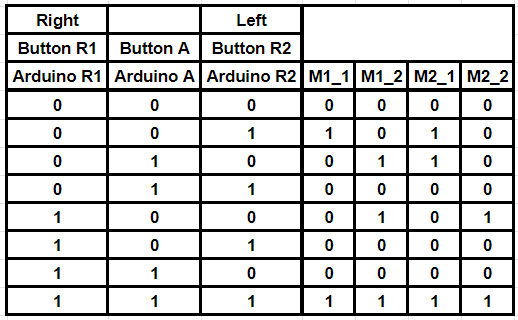 Right Left
Button R1 Button A Button R2
Arduino R1 Arduino A Arduino R2 M1_1 M1_2 M2_1 M2_2
0 0 0 0 0 0 0
0 0 1 1 0 1 0
0 1 0 0 1 1 0
0 1 1 0 0 0 0
1 0 0 0 1 0 1
1 0 1 0 0 0 0
1 1 0 0 0 0 0
1 1 1 1 1 1 1